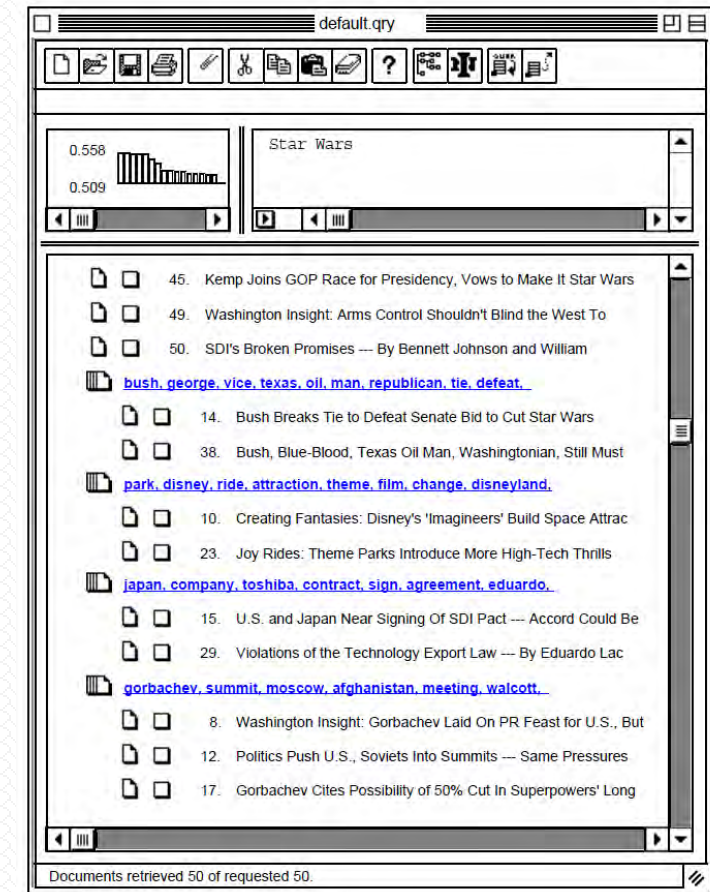 default.qry
?
0.558
0.509
Star Wars
45. Kemp Joins GOP Race for Presidency, Vows to Make It Star Wars
49. Washington Insight: Arms Control Shouldn't Blind the West To
50. SDI's Broken Promises --- By Bennett Johnson and William
bush, george, vice, texas, oil, man, republican, tie, defeat,
14. Bush Breaks Tie to Defeat Senate Bid to Cut Star Wars
38. Bush, Blue-Blood, Texas Oil Man, Washingtonian, Still Must
park, disney, ride, attraction, theme, film, change, disneyland,
10. Creating Fantasies: Disney's 'Imagineers' Build Space Attrac
23. Joy Rides: Theme Parks Introduce More High-Tech Thrills
japan, company, toshiba, contract, sign, agreement, eduardo,
15. U.S. and Japan Near Signing Of SDI Pact --- Accord Could Be
29. Violations of the Technology Export Law --- By Eduardo Lac
gorbachev, summit, moscow, afghanistan, meeting, walcott,
8. Washington Insight: Gorbachev Laid On PR Feast for U.S., But
12. Politics Push U.S., Soviets Into Summits --- Same Pressures
17. Gorbachev Cites Possibility of 50% Cut In Superpowers' Long
Documents retrieved 50 of requested 50.